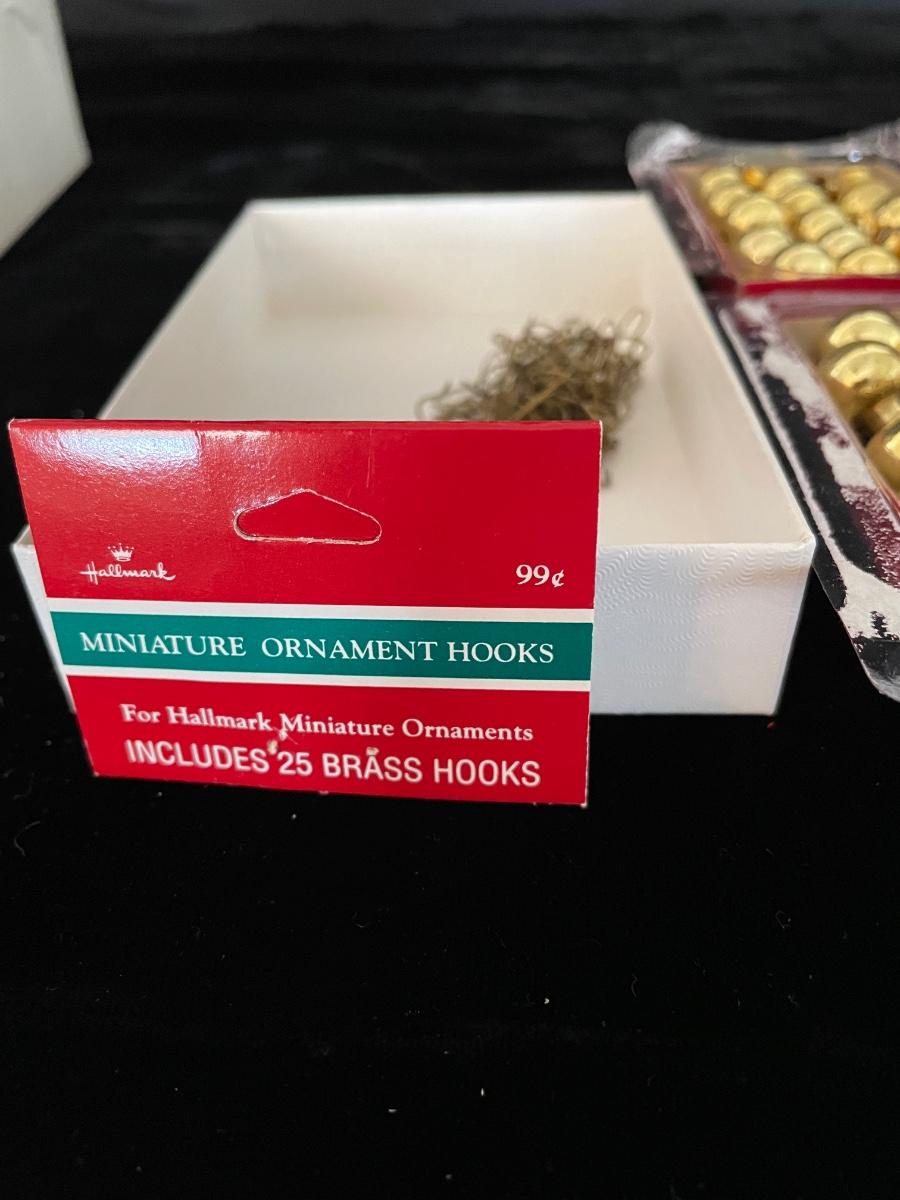 Hallmark
99¢
MINIATURE ORNAMENT HOOKS
For Hallmark Miniature Ornaments
INCLUDES 25 BRASS HOOKS